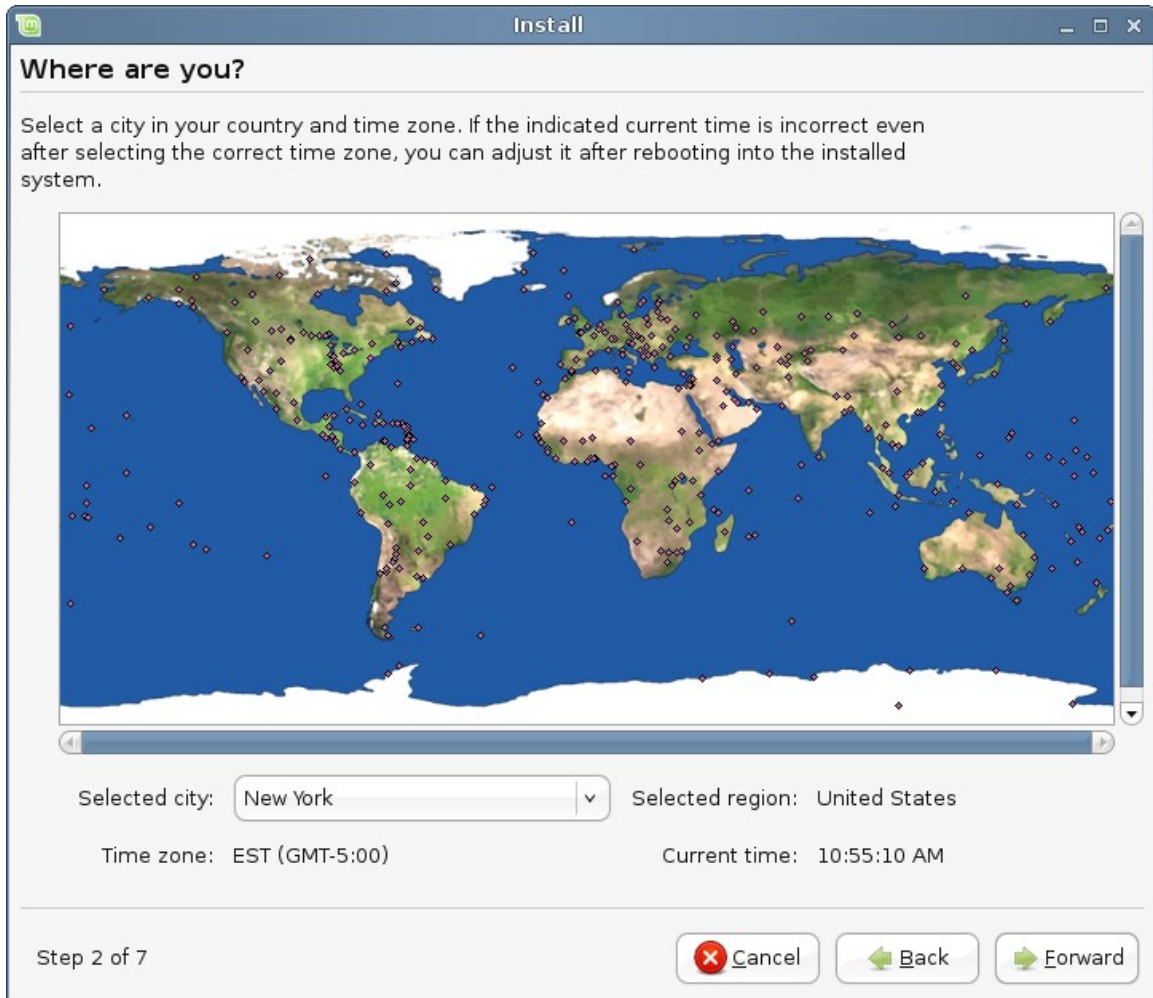 Install
Where are you?
Select a city in your country and time zone. If the indicated current time is incorrect even
after selecting the correct time zone, you can adjust it after rebooting into the installed
system.
Selected city: New York Selected region: United States
Time zone: EST (GMT-5:00) Current time: 10:55:10 AM
Step 2 of 7 Cancel Back Forward